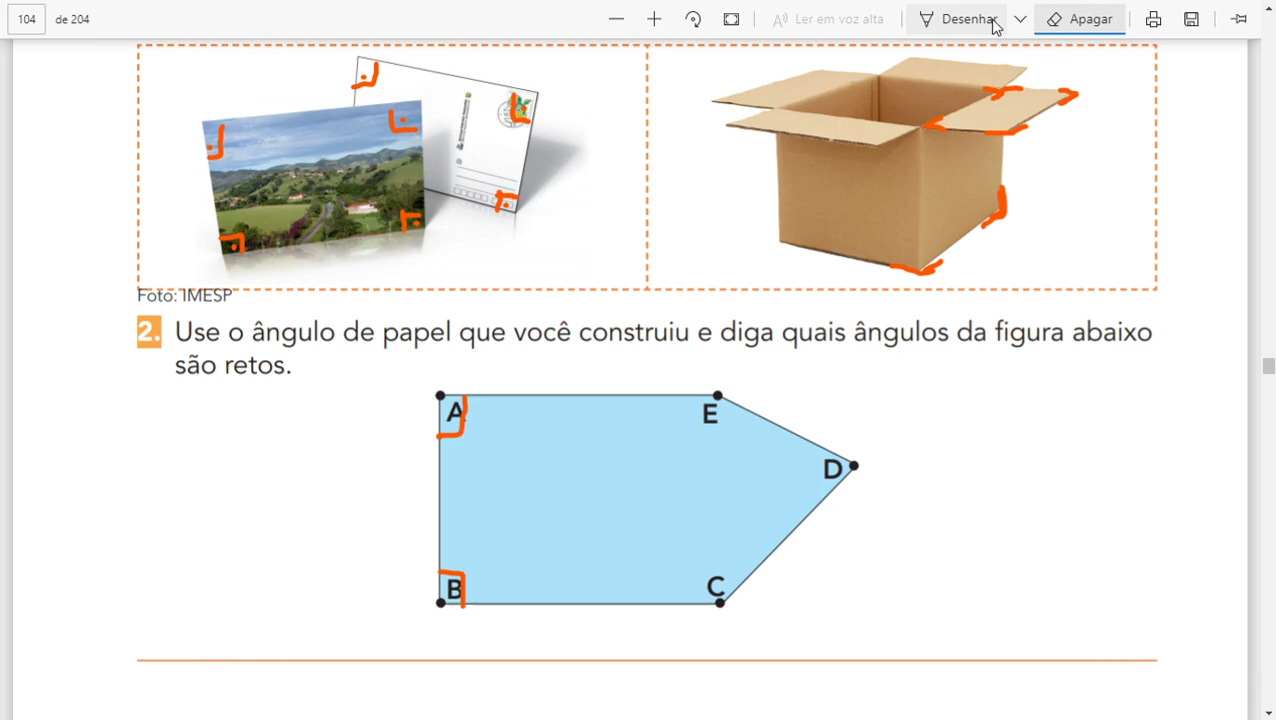 104 de 204 Ler em voz alta Desenhar Apagar
Foto: IMESP
2. Use o ângulo de papel que você construiu e diga quais ângulos da figura abaixo
são retos.
A E
D
B C